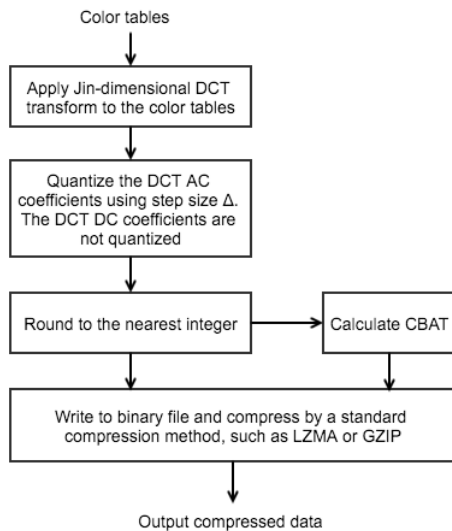 Color tables
Apply Jin-dimensional DCT
transform to the color tables
Quantize the DCT AC
coefficients using step size Δ.
The DCT DC coefficients are
not quantized
Round to the nearest integer
Calculate CBAT
Write to binary file and compress by a standard
compression method, such as LZMA or GZIP
Output compressed data